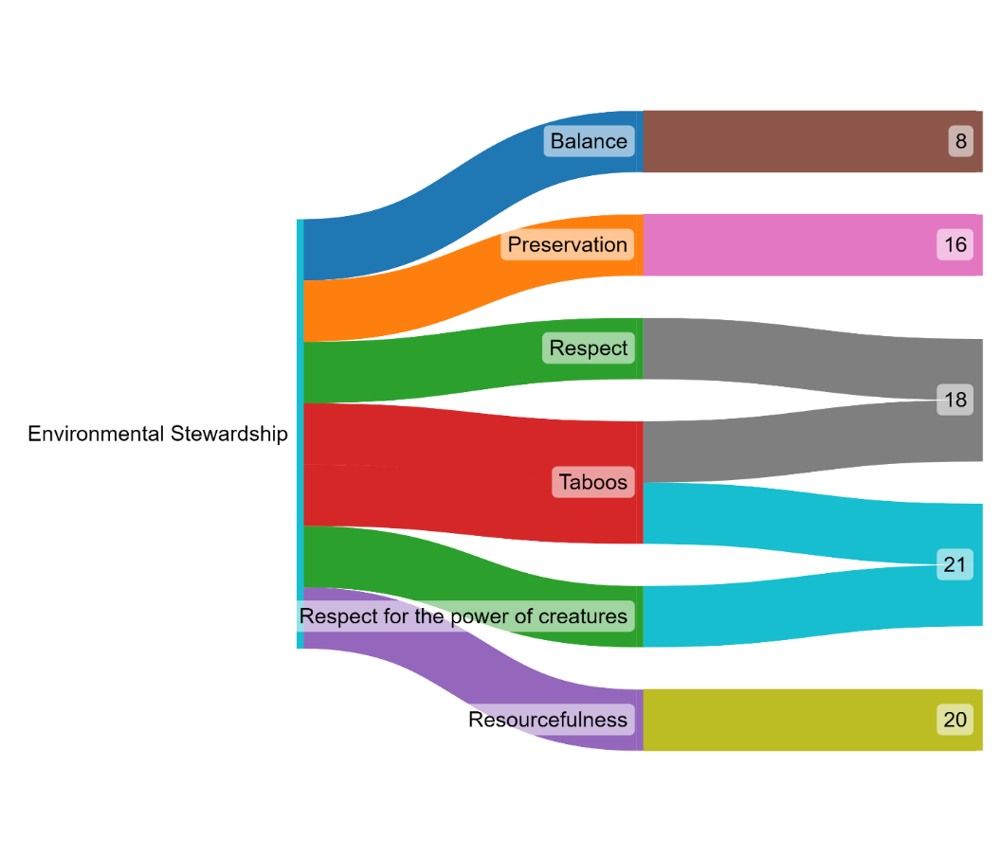 Balance
8
Preservation
16
Respect
18
Environmental Stewardship
Taboos
21
Respect for the power of creatures
Resourcefulness
20